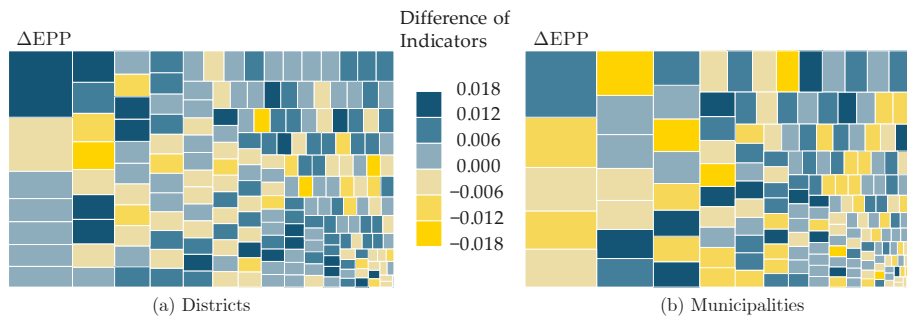 ΔEPP
Difference of
Indicators
ΔEPP
0.018
0.012
0.006
0.000
−0.006
−0.012
−0.018
(a) Districts
(b) Municipalities